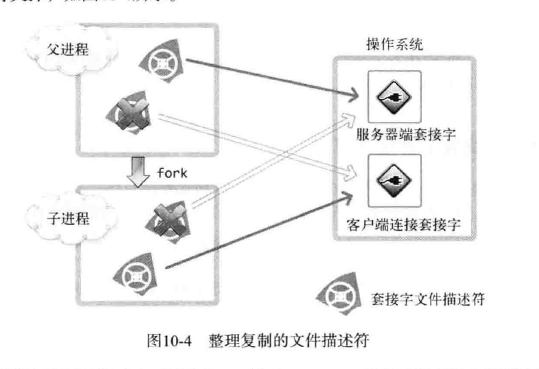 父进程
操作系统
服务器端套接字
fork
子进程
客户端连接套接字
套接字文件描述符
图10-4 整理复制的文件描述符